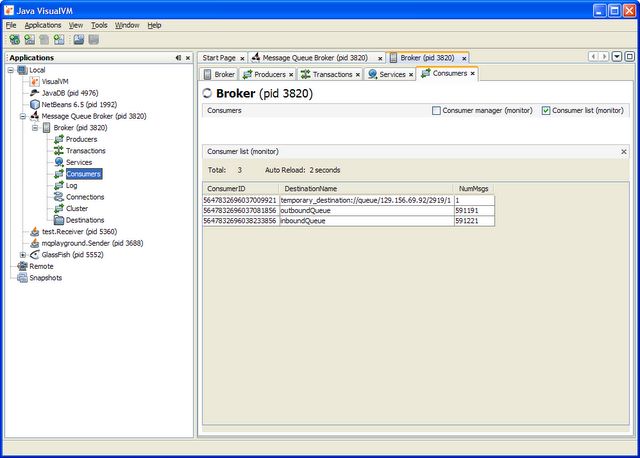 Java VisualVM
File Applications View Tools Window Help
Applications
Local
VisualVM
JavaDB (pid 4976)
NetBeans 6.5 (pid 1992)
Message Queue Broker (pid 3820)
Broker (pid 3820)
Producers
Transactions
Services
Consumers
Log
Connections
Cluster
Destinations
test.Receiver (pid 5360)
mqplayground.Sender (pid 3688)
GlassFish (pid 5552)
Remote
Snapshots
Start Page Message Queue Broker (pid 3820) Broker (pid 3820)
Broker Producers Transactions Services Consumers
Broker (pid 3820)
Consumers Consumer manager (monitor) Consumer list (monitor)
Consumer list (monitor)
Total: 3 Auto Reload: 2 seconds
ConsumerID DestinationName NumMsgs
5647832696037009921 temporary_destination://queue/129.156.69.92/2919/1 1
5647832696037081856 outboundQueue 591191
5647832696038233856 inboundQueue 591221